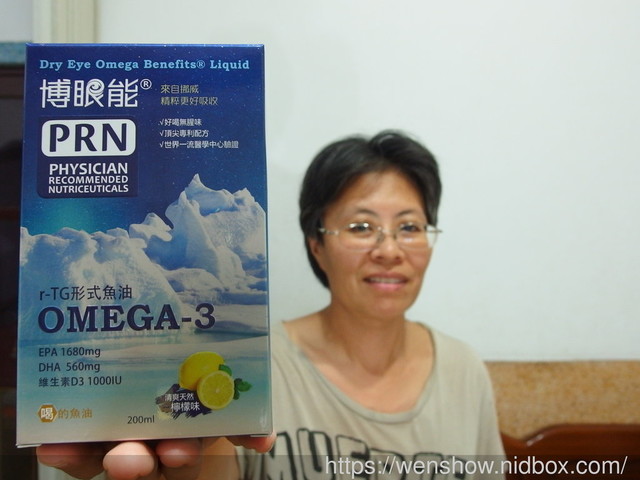 Dry Eye Omega Benefits® Liquid
博眼能®
來自挪威
精粹更好吸收
√好喝無腥味
√頂尖專利配方
√世界一流醫學中心驗證
PRN
PHYSICIAN
RECOMMENDED
NUTRICEUTICALS
r-TG形式魚油
OMEGA-3
EPA 1680mg
DHA 560mg
維生素D3 1000IU
清爽天然
檸檬味
喝的魚油
200ml
https://wenshow.nidbox.com/